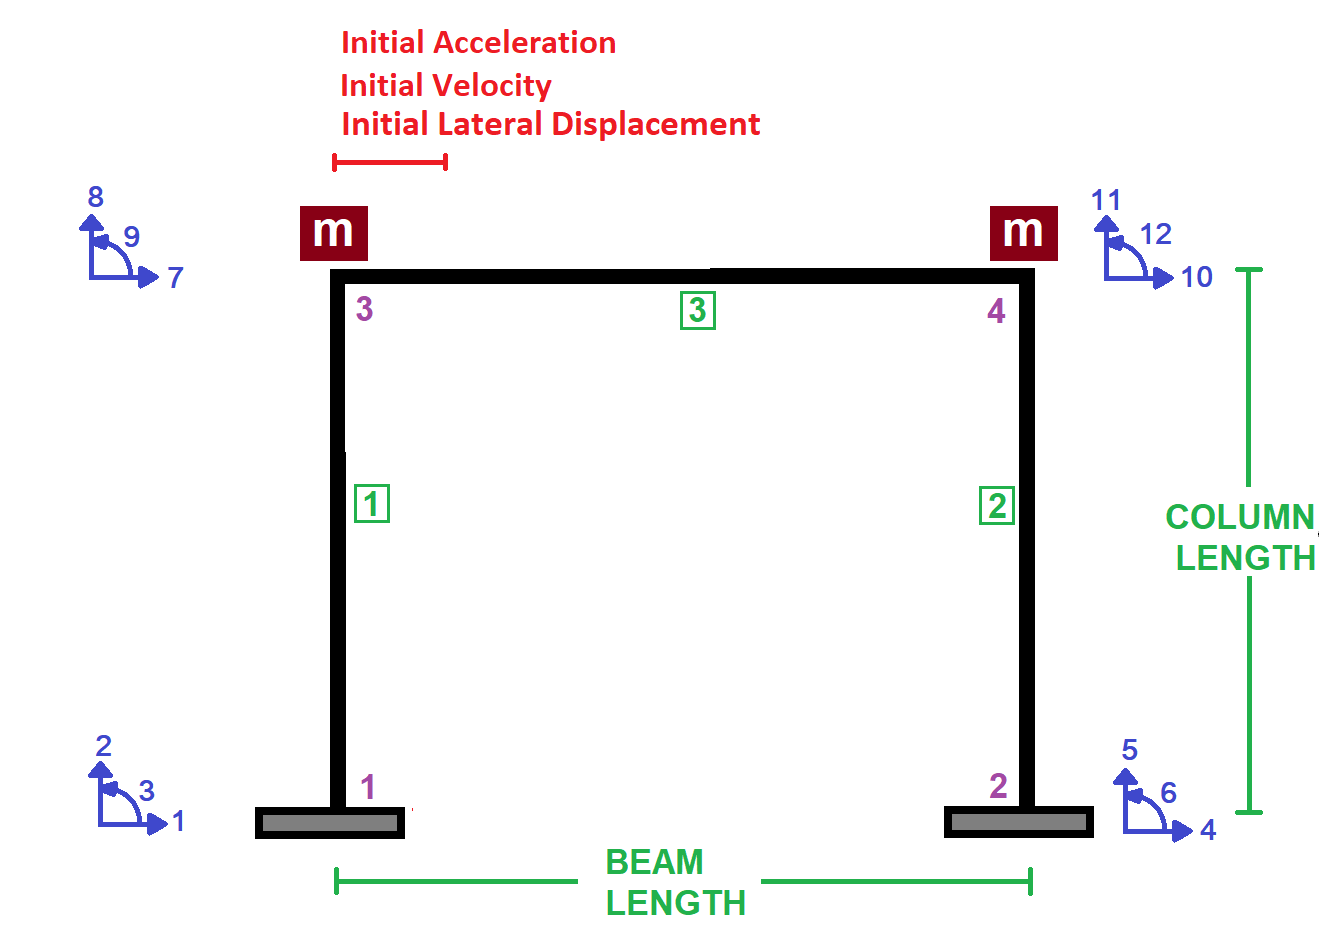 Initial Acceleration
Initial Velocity
Initial Lateral Displacement
8
9
7
m
m
11
12
10
3
3
4
1
2
COLUMN
LENGTH
2
3
1
1
2
5
6
4
BEAM
LENGTH